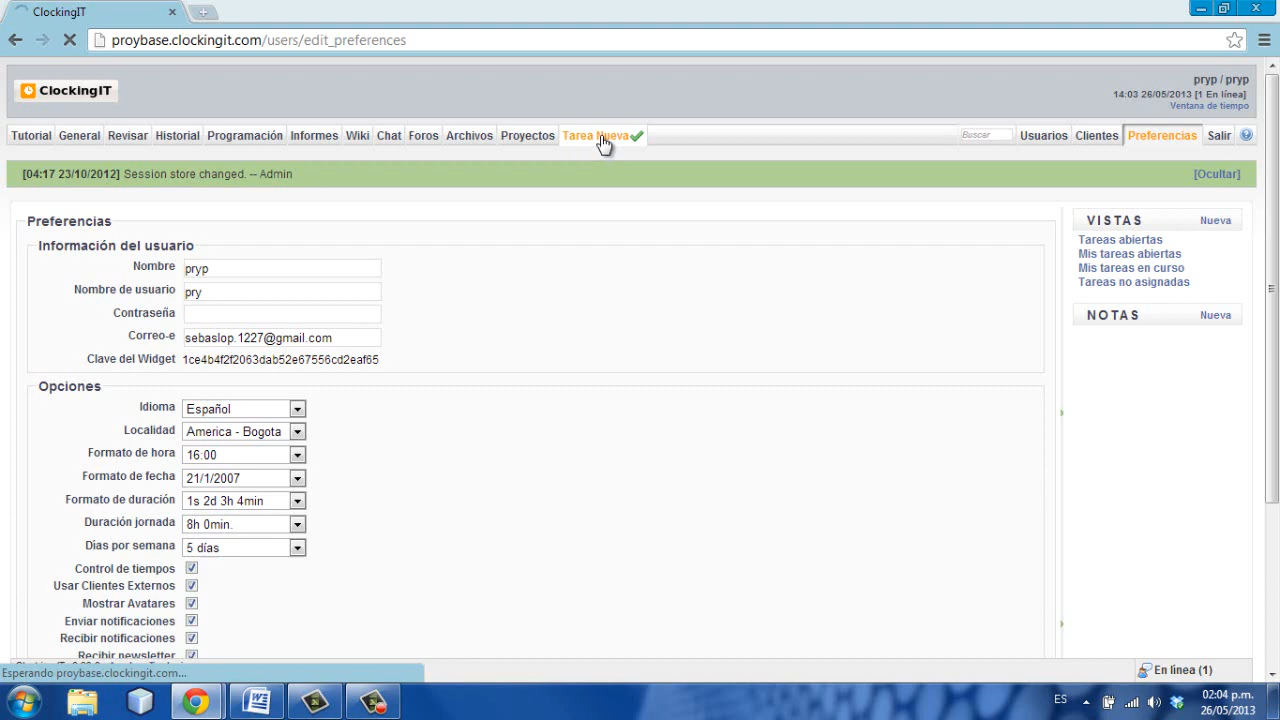 ClockingIT
proybase.clockingit.com/users/edit_preferences
ClockingIT
pryp / pryp
14:03 26/05/2013 [1 En línea]
Ventana de tiempo
Tutorial General Revisar Historial Programación Informes Wiki Chat Foros Archivos Proyectos Tarea Nueva Buscar Usuarios Clientes Preferencias Salir
[04:17 23/10/2012] Session store changed. -- Admin [Ocultar]
Preferencias
Información del usuario
Nombre pryp
Nombre de usuario pry
Contraseña
Correo-e sebaslop.1227@gmail.com
Clave del Widget 1ce4b4f2f2063dab52e67556cd2eaf65
Opciones
Idioma Español
Localidad America - Bogota
Formato de hora 16:00
Formato de fecha 21/1/2007
Formato de duración 1s 2d 3h 4min
Duración jornada 8h 0min.
Días por semana 5 días
Control de tiempos
Usar Clientes Externos
Mostrar Avatares
Enviar notificaciones
Recibir notificaciones
Recibir newsletter
VISTAS Nueva
Tareas abiertas
Mis tareas abiertas
Mis tareas en curso
Tareas no asignadas
NOTAS Nueva
Esperando proybase.clockingit.com...
En línea (1)
ES
02:04 p.m.
26/05/2013